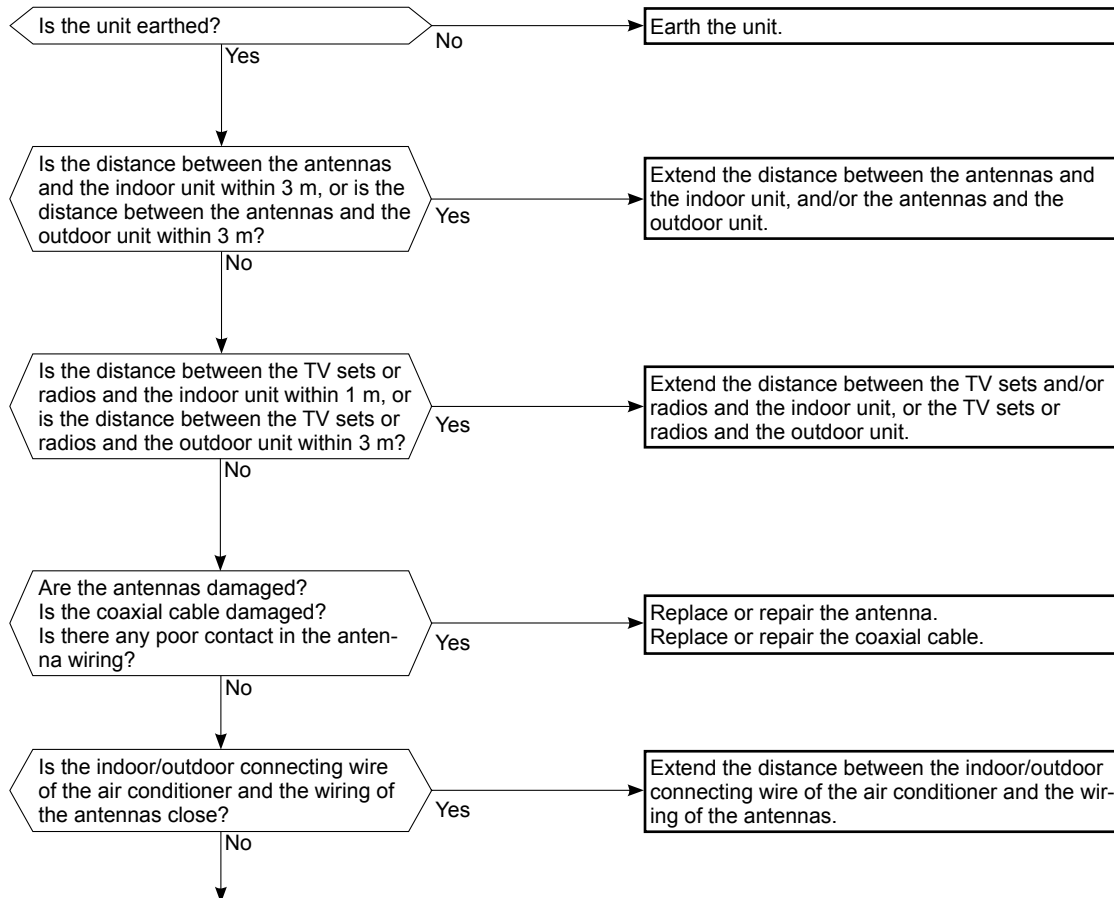 Is the unit earthed?
No
Earth the unit.
Yes
Is the distance between the antennas
and the indoor unit within 3 m, or is the
distance between the antennas and the
outdoor unit within 3 m?
Yes
Extend the distance between the antennas and
the indoor unit, and/or the antennas and the
outdoor unit.
No
Is the distance between the TV sets or
radios and the indoor unit within 1 m, or
is the distance between the TV sets or
radios and the outdoor unit within 3 m?
Yes
Extend the distance between the TV sets and/or
radios and the indoor unit, or the TV sets or
radios and the outdoor unit.
No
Are the antennas damaged?
Is the coaxial cable damaged?
Is there any poor contact in the anten-
na wiring?
Yes
Replace or repair the antenna.
Replace or repair the coaxial cable.
No
Is the indoor/outdoor connecting wire
of the air conditioner and the wiring of
the antennas close?
Yes
Extend the distance between the indoor/outdoor
connecting wire of the air conditioner and the wir-
ing of the antennas.
No